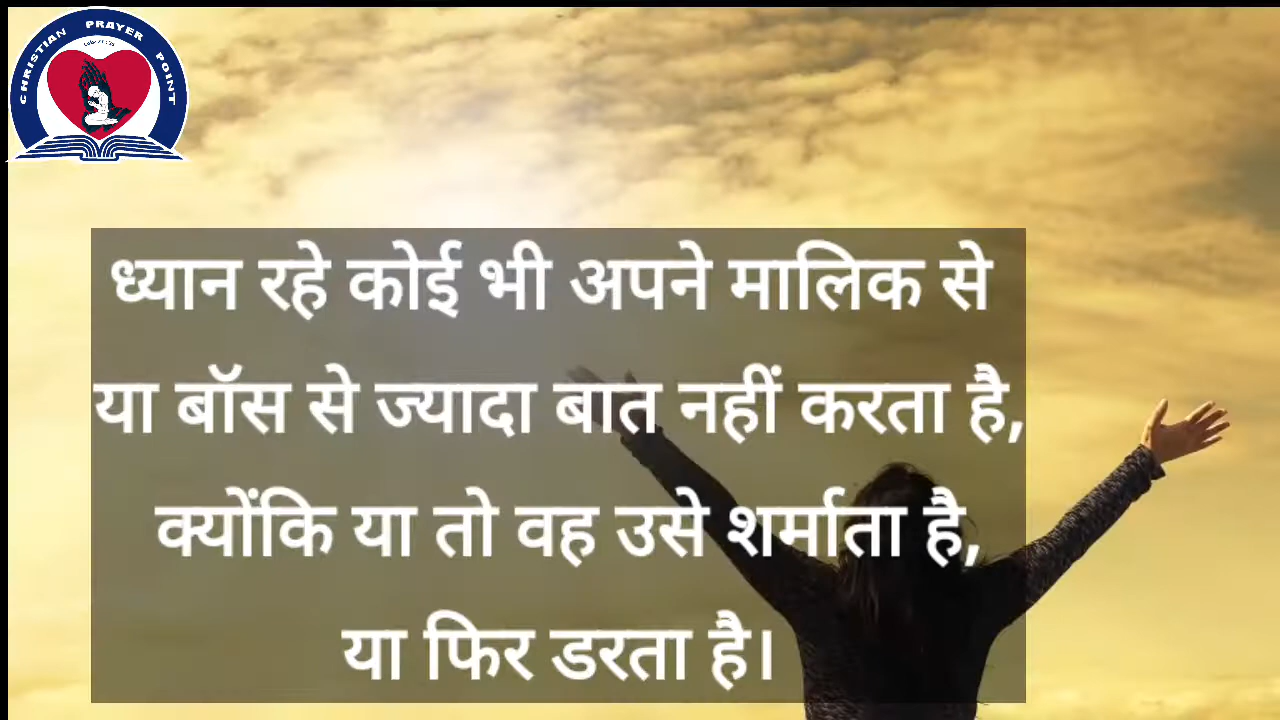 CHRISTIAN PRAYER POINT
ध्यान रहे कोई भी अपने मालिक से
या बॉस से ज्यादा बात नहीं करता है,
क्योंकि या तो वह उसे शर्माता है,
या फिर डरता है।